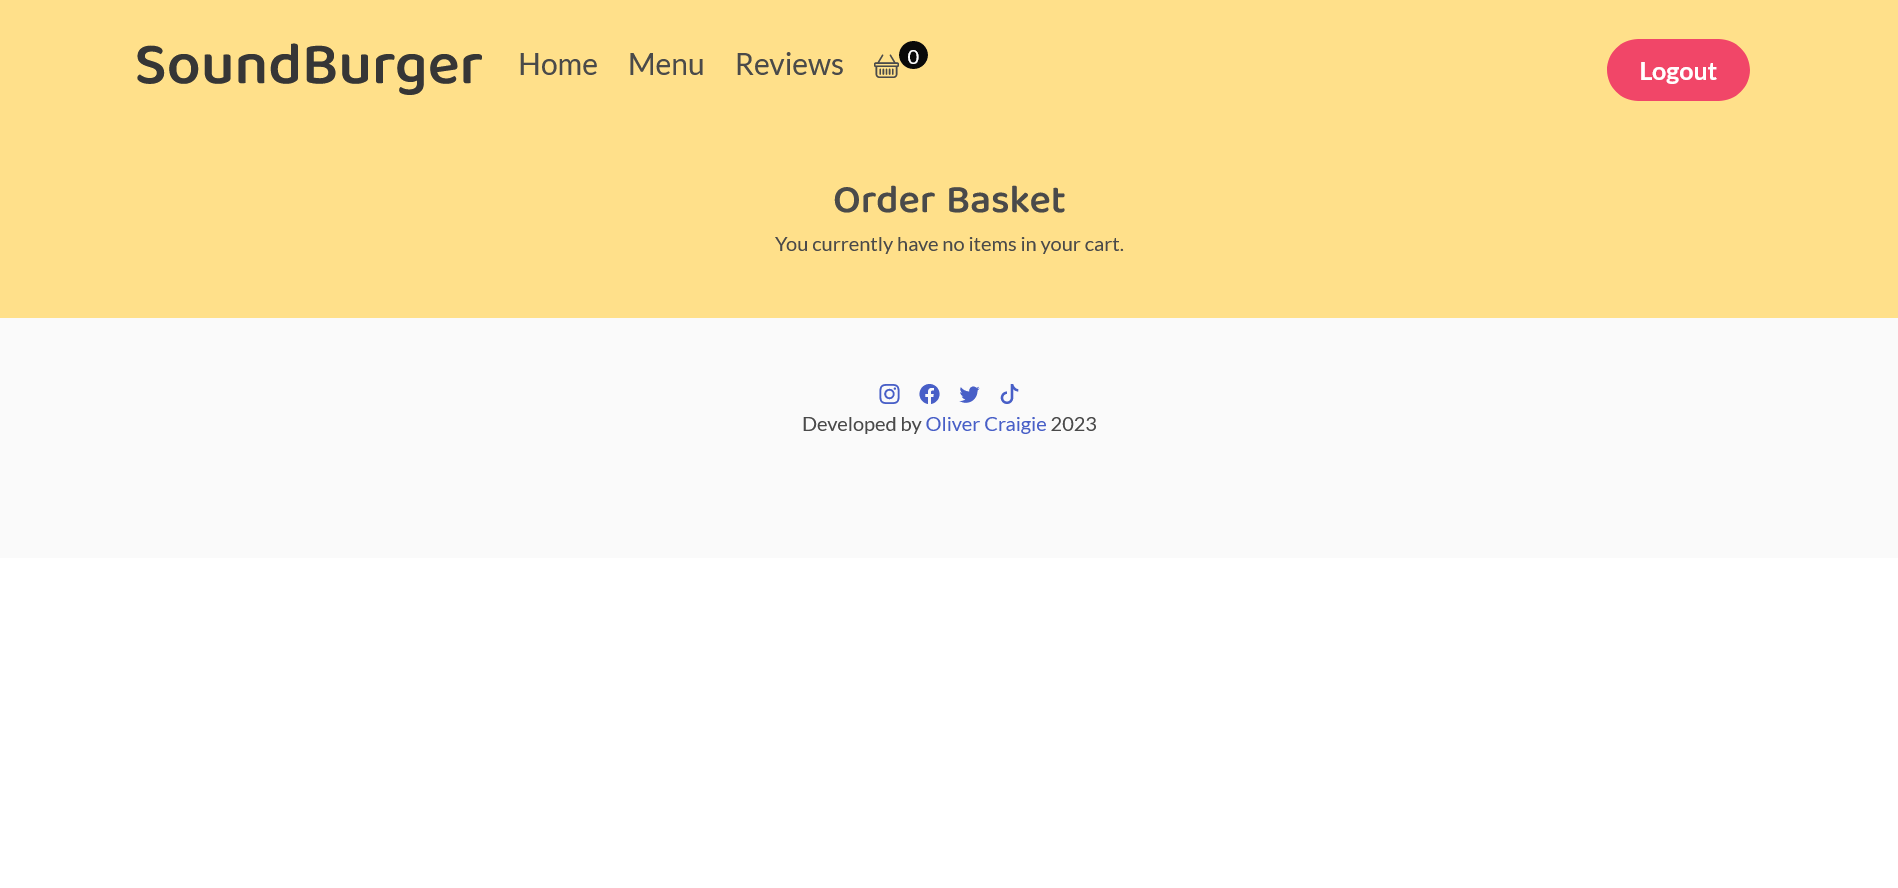 SoundBurger Home Menu Reviews 0 Logout
Order Basket
You currently have no items in your cart.
Developed by Oliver Craigie 2023